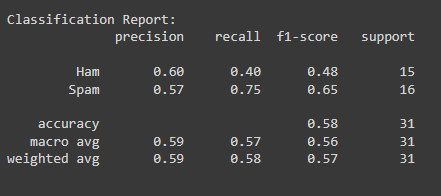 Classification Report:
precision recall f1-score support
Ham 0.60 0.40 0.48 15
Spam 0.57 0.75 0.65 16
accuracy 0.58 31
macro avg 0.59 0.57 0.56 31
weighted avg 0.59 0.58 0.57 31